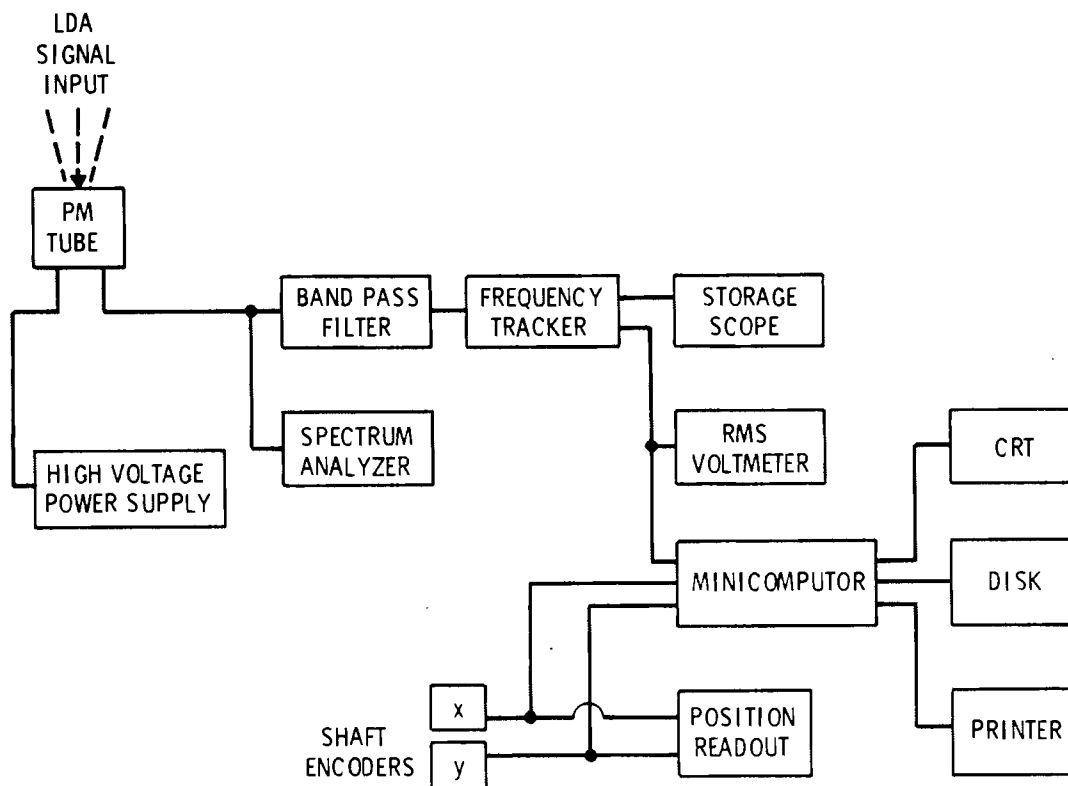 LDA
SIGNAL
INPUT
PM
TUBE
BAND PASS
FILTER
FREQUENCY
TRACKER
STORAGE
SCOPE
SPECTRUM
ANALYZER
RMS
VOLTMETER
CRT
HIGH VOLTAGE
POWER SUPPLY
MINICOMPUTOR
DISK
x
POSITION
READOUT
PRINTER
SHAFT
ENCODERS
y